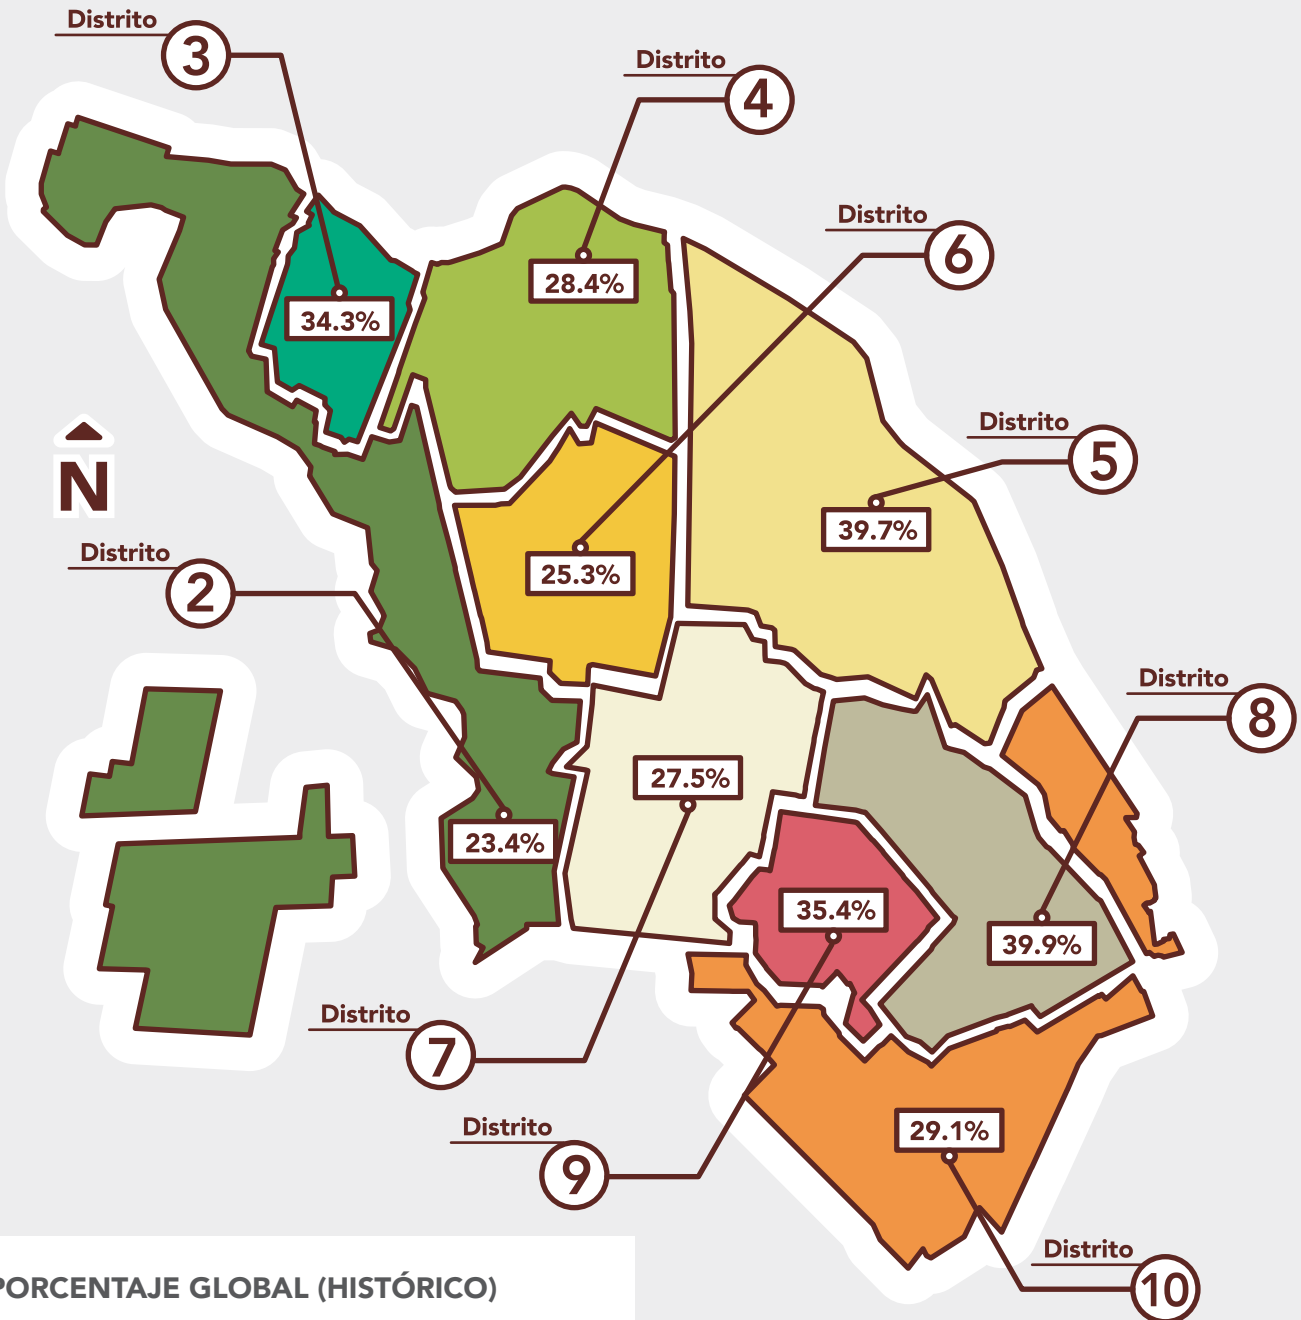 Distrito
3
Distrito
4
34.3%
28.4%
Distrito
6
Distrito
5
39.7%
N
25.3%
Distrito
2
23.4%
Distrito
8
27.5%
35.4%
39.9%
Distrito
7
Distrito
9
29.1%
Distrito
10
PORCENTAJE GLOBAL (HISTÓRICO)